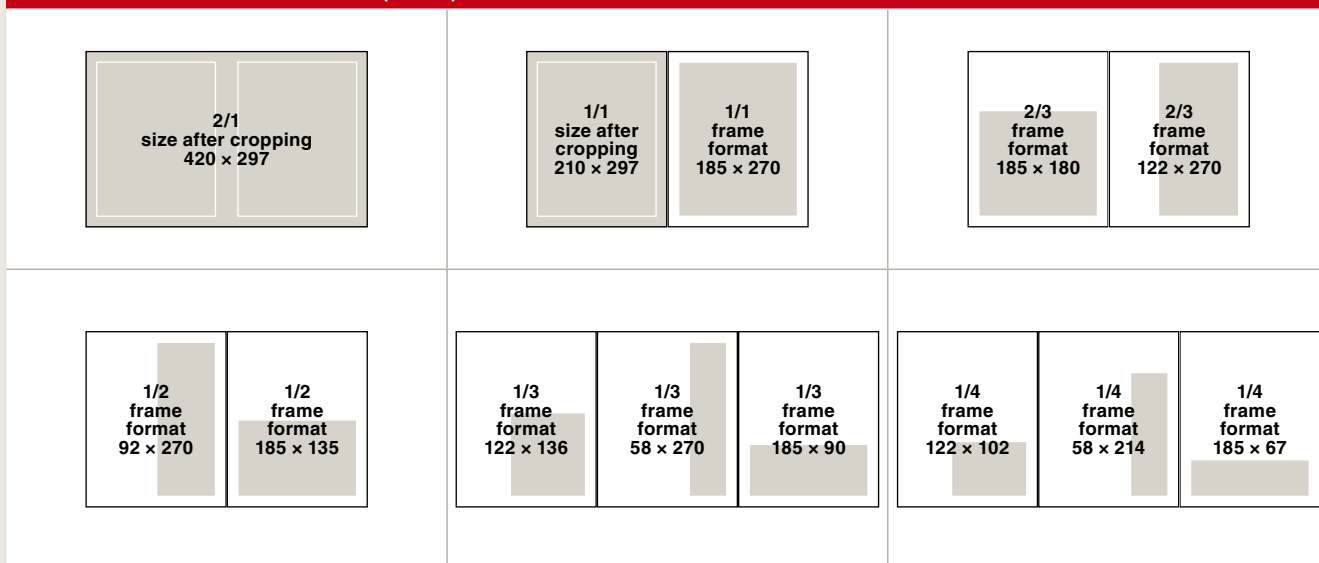 2/1
size after cropping
420 × 297
1/1
size after
cropping
210 × 297
1/1
frame
format
185 × 270
2/3
frame
format
185 × 180
2/3
frame
format
122 × 270
1/2
frame
format
92 × 270
1/2
frame
format
185 × 135
1/3
frame
format
122 × 136
1/3
frame
format
58 × 270
1/3
frame
format
185 × 90
1/4
frame
format
122 × 102
1/4
frame
format
58 × 214
1/4
frame
format
185 × 67